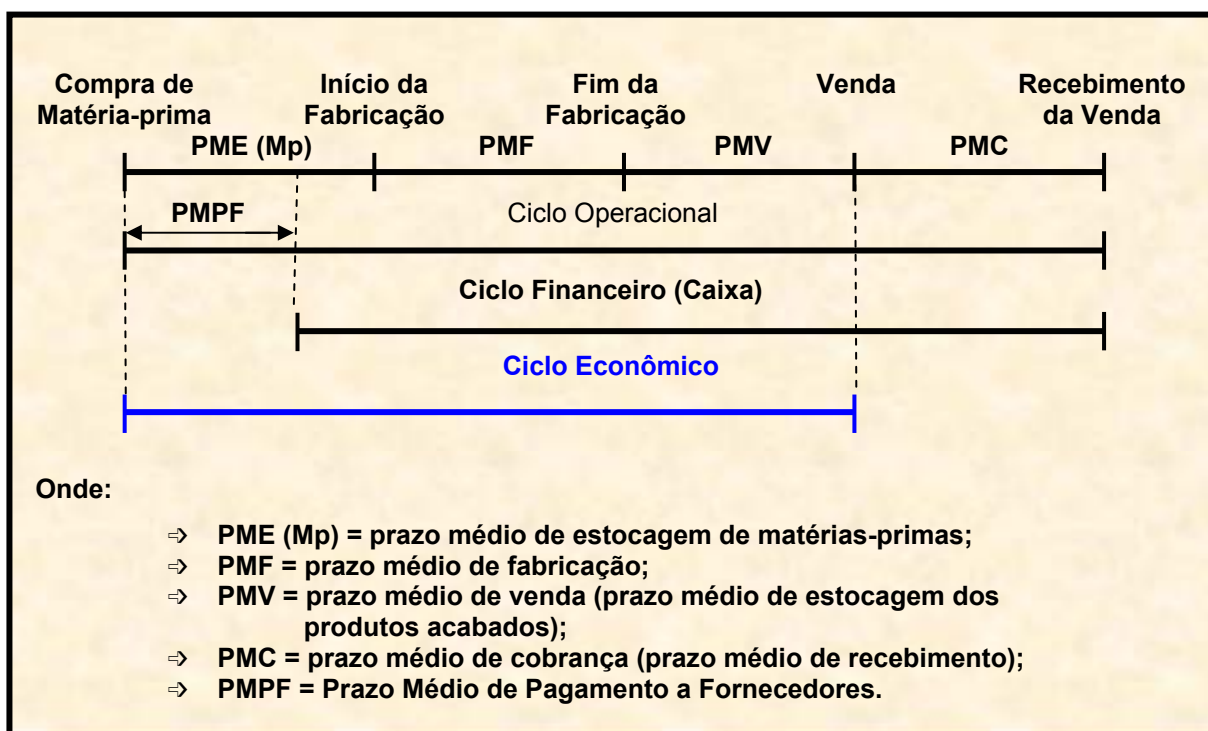 Compra de Matéria-prima
Início da Fabricação
Fim da Fabricação
Venda
Recebimento da Venda
PME (Mp) PMF PMV PMC
PMPF Ciclo Operacional
Ciclo Financeiro (Caixa)
Ciclo Econômico
Onde:
➩ PME (Mp) = prazo médio de estocagem de matérias-primas;
➩ PMF = prazo médio de fabricação;
➩ PMV = prazo médio de venda (prazo médio de estocagem dos
produtos acabados);
➩ PMC = prazo médio de cobrança (prazo médio de recebimento);
➩ PMPF = Prazo Médio de Pagamento a Fornecedores.